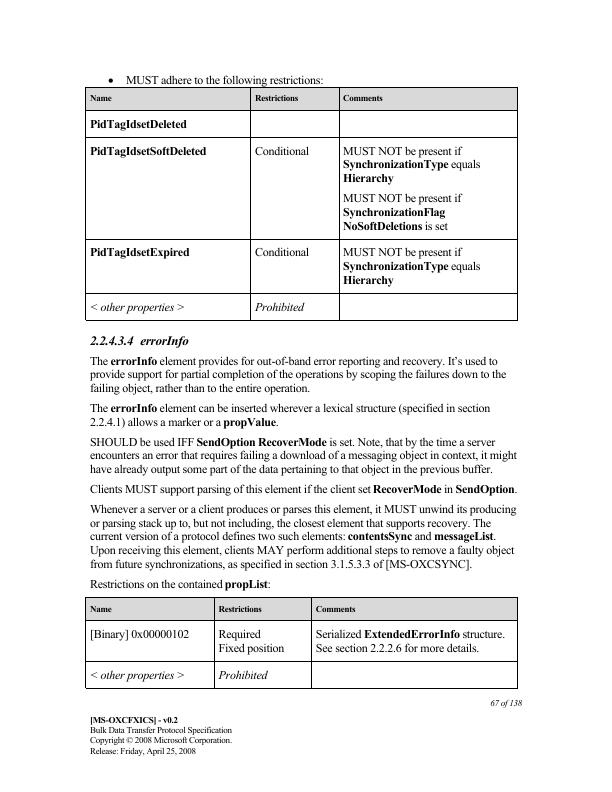 • MUST adhere to the following restrictions:
Name Restrictions Comments
PidTagIdsetDeleted
PidTagIdsetSoftDeleted Conditional MUST NOT be present if
SynchronizationType equals
Hierarchy
MUST NOT be present if
SynchronizationFlag
NoSoftDeletions is set
PidTagIdsetExpired Conditional MUST NOT be present if
SynchronizationType equals
Hierarchy
< other properties > Prohibited
2.2.4.3.4 errorInfo
The errorInfo element provides for out-of-band error reporting and recovery. It's used to
provide support for partial completion of the operations by scoping the failures down to the
failing object, rather than to the entire operation.
The errorInfo element can be inserted wherever a lexical structure (specified in section
2.2.4.1) allows a marker or a propValue.
SHOULD be used IFF SendOption RecoverMode is set. Note, that by the time a server
encounters an error that requires failing a download of a messaging object in context, it might
have already output some part of the data pertaining to that object in the previous buffer.
Clients MUST support parsing of this element if the client set RecoverMode in SendOption.
Whenever a server or a client produces or parses this element, it MUST unwind its producing
or parsing stack up to, but not including, the closest element that supports recovery. The
current version of a protocol defines two such elements: contentsSync and messageList.
Upon receiving this element, clients MAY perform additional steps to remove a faulty object
from future synchronizations, as specified in section 3.1.5.3.3 of [MS-OXCSYNC].
Restrictions on the contained propList:
Name Restrictions Comments
[Binary] 0x00000102 Required Serialized ExtendedErrorInfo structure.
Fixed position See section 2.2.2.6 for more details.
< other properties > Prohibited
67 of 138
[MS-OXCFXICS] - v0.2
Bulk Data Transfer Protocol Specification
Copyright © 2008 Microsoft Corporation.
Release: Friday, April 25, 2008